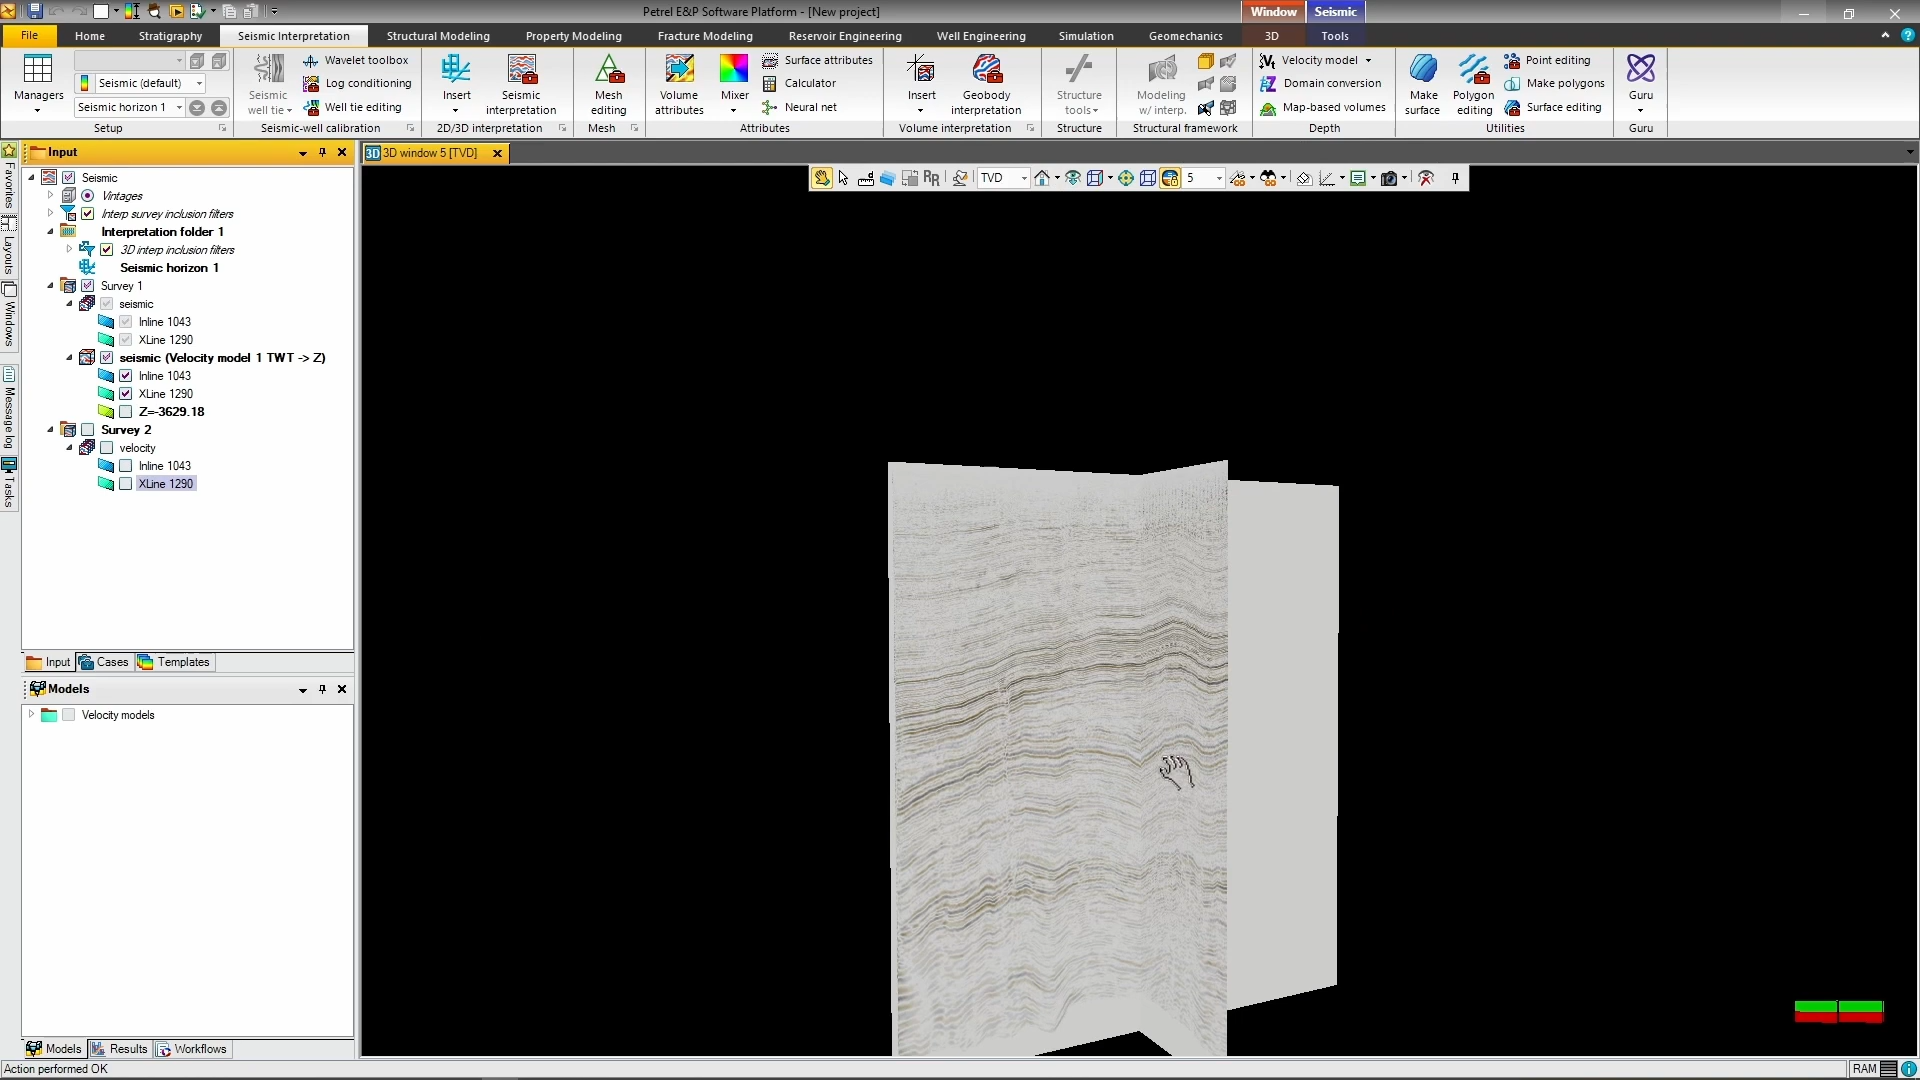 Petrel E&P Software Platform - [New project]
Window
Seismic
File
Home
Stratigraphy
Seismic Interpretation
Structural Modeling
Property Modeling
Fracture Modeling
Reservoir Engineering
Well Engineering
Simulation
Geomechanics
3D
Tools
Managers
Seismic (default)
Seismic horizon 1
Setup
Seismic well tie
Wavelet toolbox
Log conditioning
Well tie editing
Seismic-well calibration
Insert
Seismic interpretation
2D/3D interpretation
Mesh editing
Mesh
Volume attributes
Mixer
Surface attributes
Calculator
Neural net
Attributes
Insert
Geobody interpretation
Volume interpretation
Structure tools
Structure
Modeling w/ interp.
Structural framework
Velocity model
Domain conversion
Map-based volumes
Depth
Make surface
Polygon editing
Point editing
Make polygons
Surface editing
Utilities
Guru
Guru
Favorites
Layouts
Windows
Message log
Tasks
Input
Seismic
Vintages
Interp survey inclusion filters
Interpretation folder 1
3D interp inclusion filters
Seismic horizon 1
Survey 1
seismic
Inline 1043
XLine 1290
seismic (Velocity model 1 TWT -> Z)
Inline 1043
XLine 1290
Z=-3629.18
Survey 2
velocity
Inline 1043
XLine 1290
Input
Cases
Templates
Models
Velocity models
Models
Results
Workflows
3D
3D window 5 [TVD]
RR
TVD
5
Action performed OK
RAM